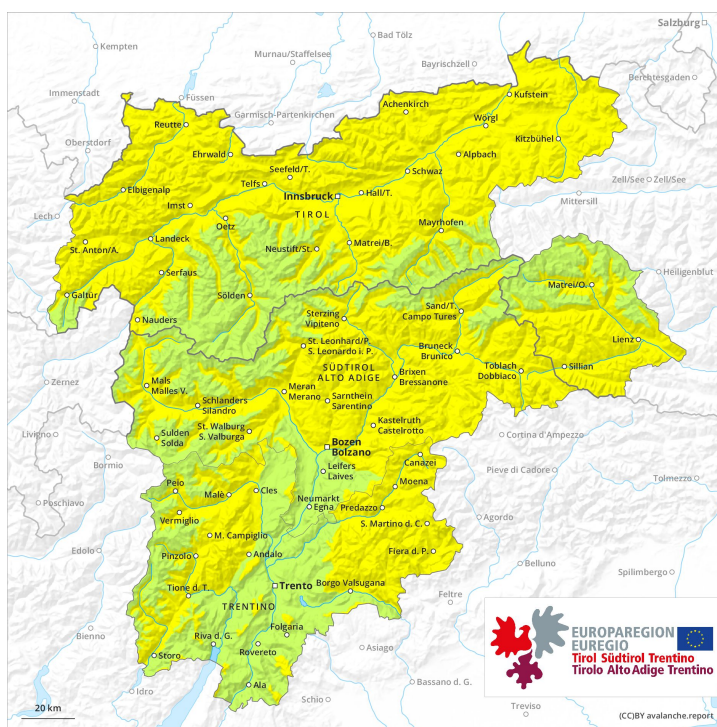 Salzburg
Bad Tölz
Kempten
Murnau/Staffelsee
Bayrischzell
Berchtesgaden
Immenstadt
Füssen
Garmisch-Partenkirchen
Achenkirch
Kufstein
Reutte
Wörgl
Oberstdorf
Ehrwald
Kitzbühel
Alpbach
Seefeld/T.
Schwaz
Zell/See
Zell/See
Elbigenalp
Telfs
Innsbruck
Hall/T.
Mittersill
Imst
TIROL
Lech
Oetz
Mayrhofen
St. Anton/A.
Landeck
Neustift/St.
Matrei/B.
Serfaus
Heiligenblut
Galtür
Sölden
Matrei/O.
Nauders
Sterzing
Vipiteno
Sand/T.
Campo Tures
Lienz
St. Leonhard/P.
S. Leonardo i. P.
Bruneck
Brunico
SÜDTIROL
ALTO ADIGE
Toblach
Dobbiaco
Sillian
Zernez
Mals
Malles V.
Meran
Merano
Brixen
Bressanone
Schlanders
Silandro
Sarnthein
Sarentino
St. Walburg
S. Valburga
Kastelruth
Castelrotto
Livigno
Sulden
Solda
Bozen
Bolzano
Cortina d Ampezzo
Bormio
Leifers
Laives
Canazei
Pieve di Cadore
Tolmezzo
Peio
Malè
Cles
Moena
Poschiavo
Neumarkt
Egna
Predazzo
Vermiglio
Agordo
S. Martino d. C.
M. Campiglio
Edolo
Pinzolo
Andalo
Fiera d. P.
Belluno
Spilimbergo
Tione d. T.
Trento
Borgo Valsugana
Feltre
TRENTINO
Bienno
Riva d. G.
Folgaria
Storo
Rovereto
Asiago
Idro
Ala
Schio
Bassano d. G.
Treviso
EUROPAREGION
EUREGIO
Tirol Südtirol Trentino
Tirolo Alto Adige Trentino
20 km
(CC)BY avalanche.report